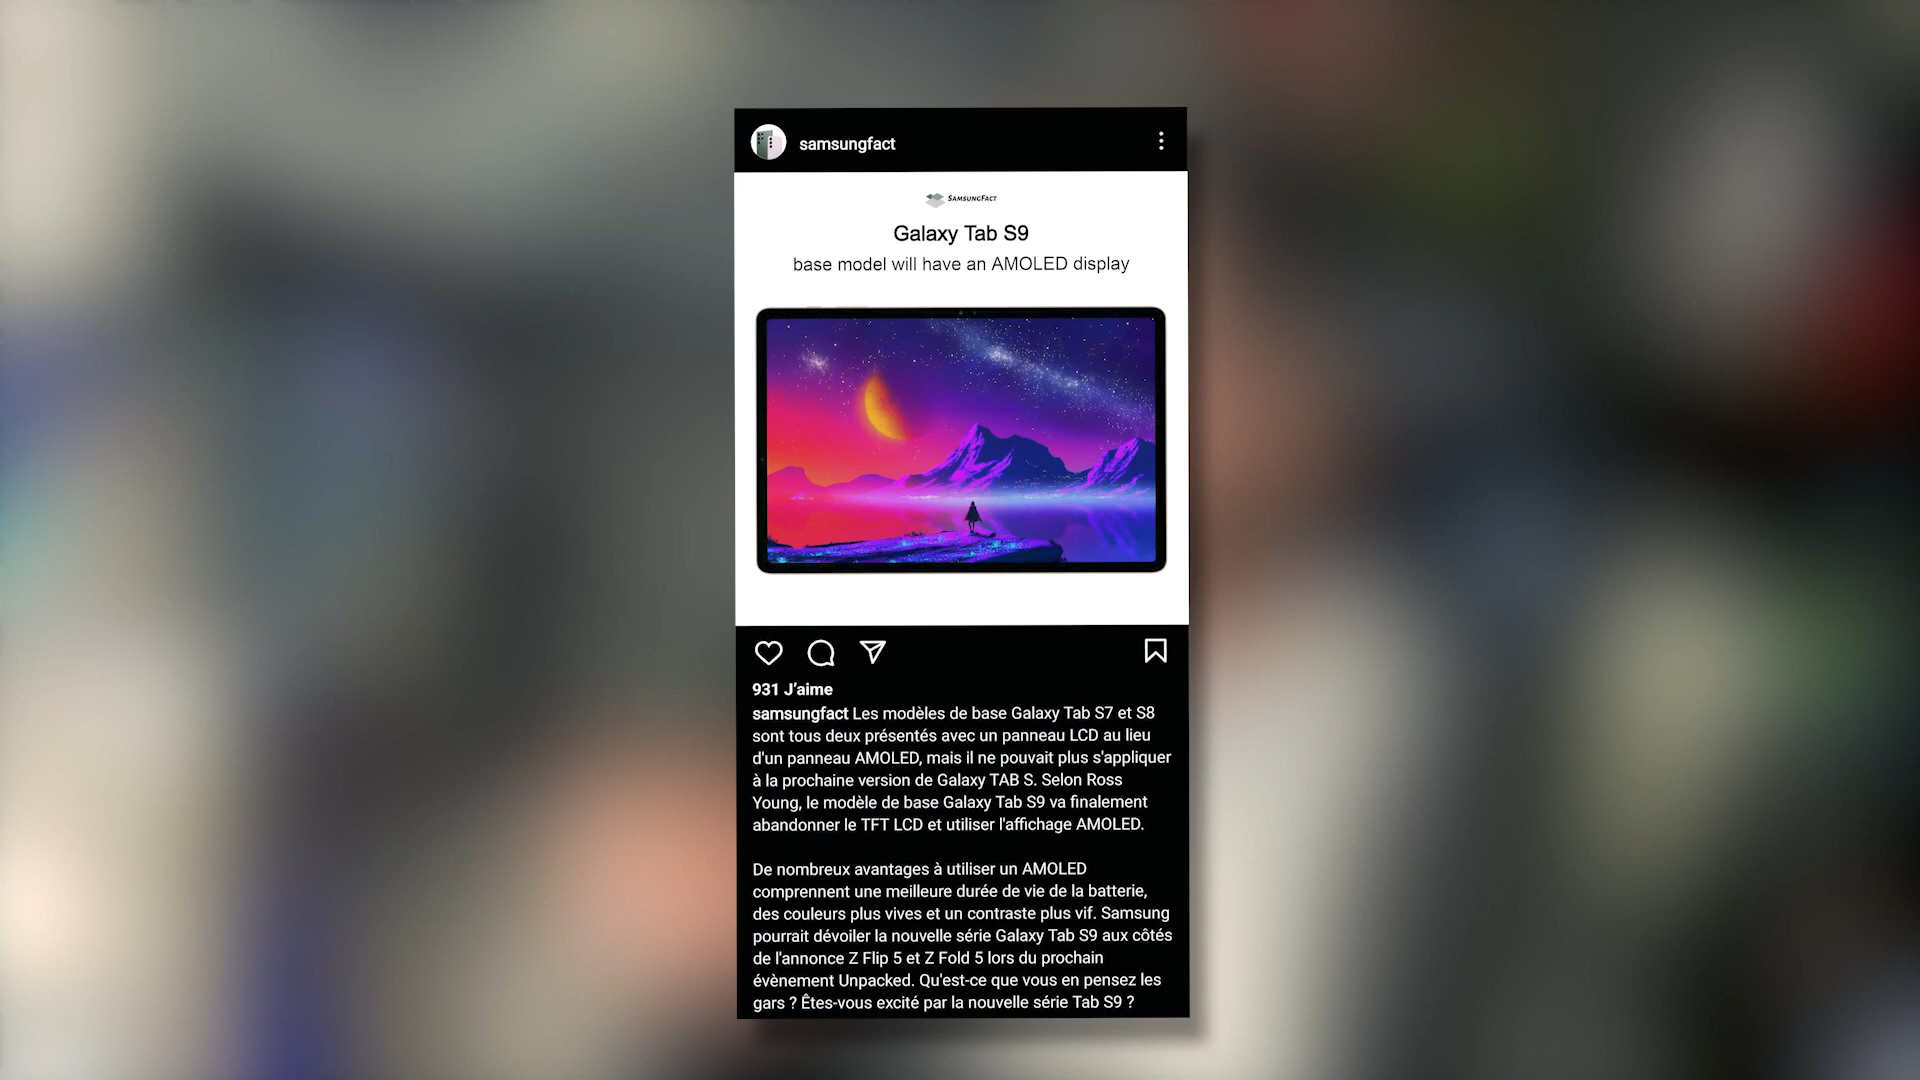 samsungfact
SAMSUNGFACT
Galaxy Tab S9
base model will have an AMOLED display
931 J’aime
samsungfact Les modèles de base Galaxy Tab S7 et S8
sont tous deux présentés avec un panneau LCD au lieu
d'un panneau AMOLED, mais il ne pouvait plus s'appliquer
à la prochaine version de Galaxy TAB S. Selon Ross
Young, le modèle de base Galaxy Tab S9 va finalement
abandonner le TFT LCD et utiliser l'affichage AMOLED.
De nombreux avantages à utiliser un AMOLED
comprennent une meilleure durée de vie de la batterie,
des couleurs plus vives et un contraste plus vif. Samsung
pourrait dévoiler la nouvelle série Galaxy Tab S9 aux côtés
de l'annonce Z Flip 5 et Z Fold 5 lors du prochain
évènement Unpacked. Qu'est-ce que vous en pensez les
gars ? Êtes-vous excité par la nouvelle série Tab S9 ?